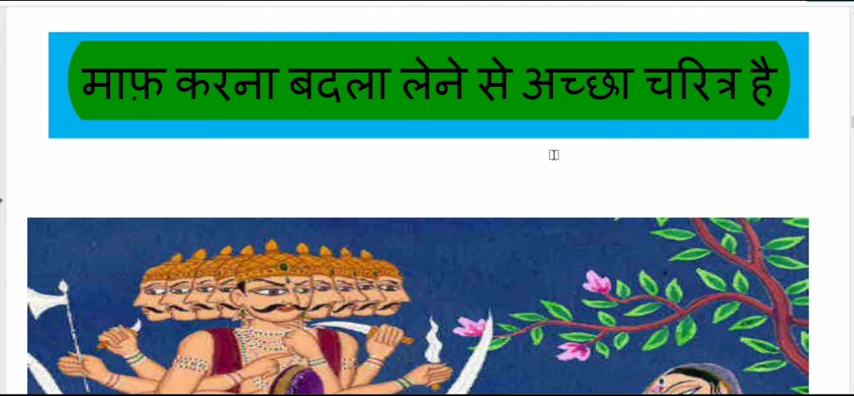 माफ़ करना बदला लेने से अच्छा चरित्र है